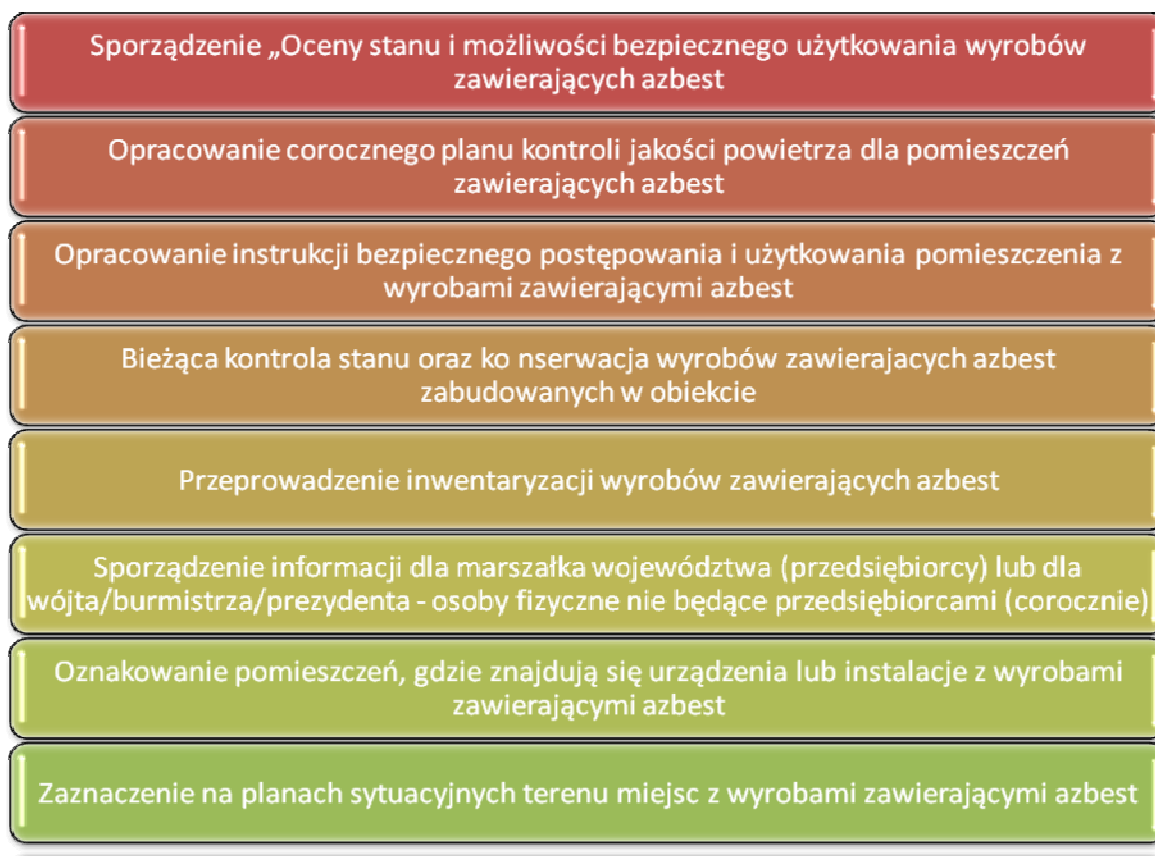 Sporządzenie „Oceny stanu i możliwości bezpiecznego użytkowania wyrobów
zawierających azbest
Opracowanie corocznego planu kontroli jakości powietrza dla pomieszczeń
zawierających azbest
Opracowanie instrukcji bezpiecznego postępowania i użytkowania pomieszczenia z
wyrobami zawierającymi azbest
Bieżąca kontrola stanu oraz ko nserwacja wyrobów zawierajacych azbest
zabudowanych w obiekcie
Przeprowadzenie inwentaryzacji wyrobów zawierających azbest
Sporządzenie informacji dla marszałka województwa (przedsiębiorcy) lub dla
wójta/burmistrza/prezydenta - osoby fizyczne nie będące przedsiębiorcami (corocznie)
Oznakowanie pomieszczeń, gdzie znajdują się urządzenia lub instalacje z wyrobami
zawierającymi azbest
Zaznaczenie na planach sytuacyjnych terenu miejsc z wyrobami zawierającymi azbest